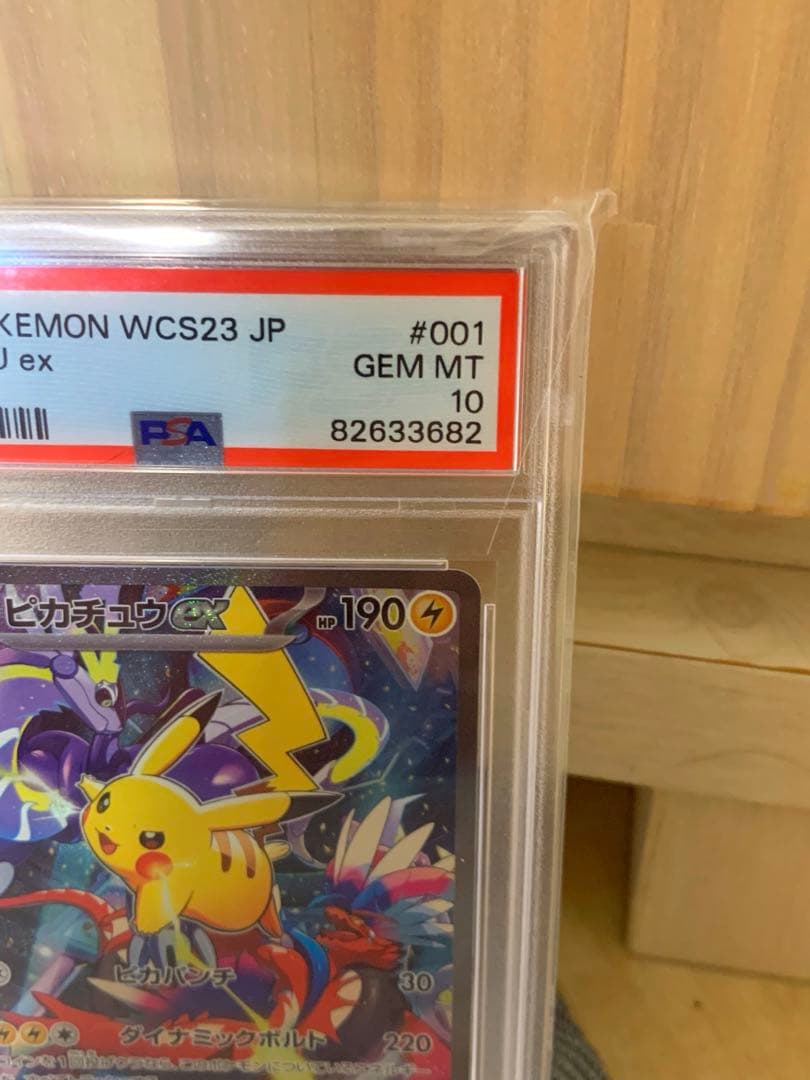 KEMON WCS23 JP #001
U ex GEM MT
10
PSA 82633682
ピカチュウex HP 190
ピカパンチ 30
ダイナミックボルト 220